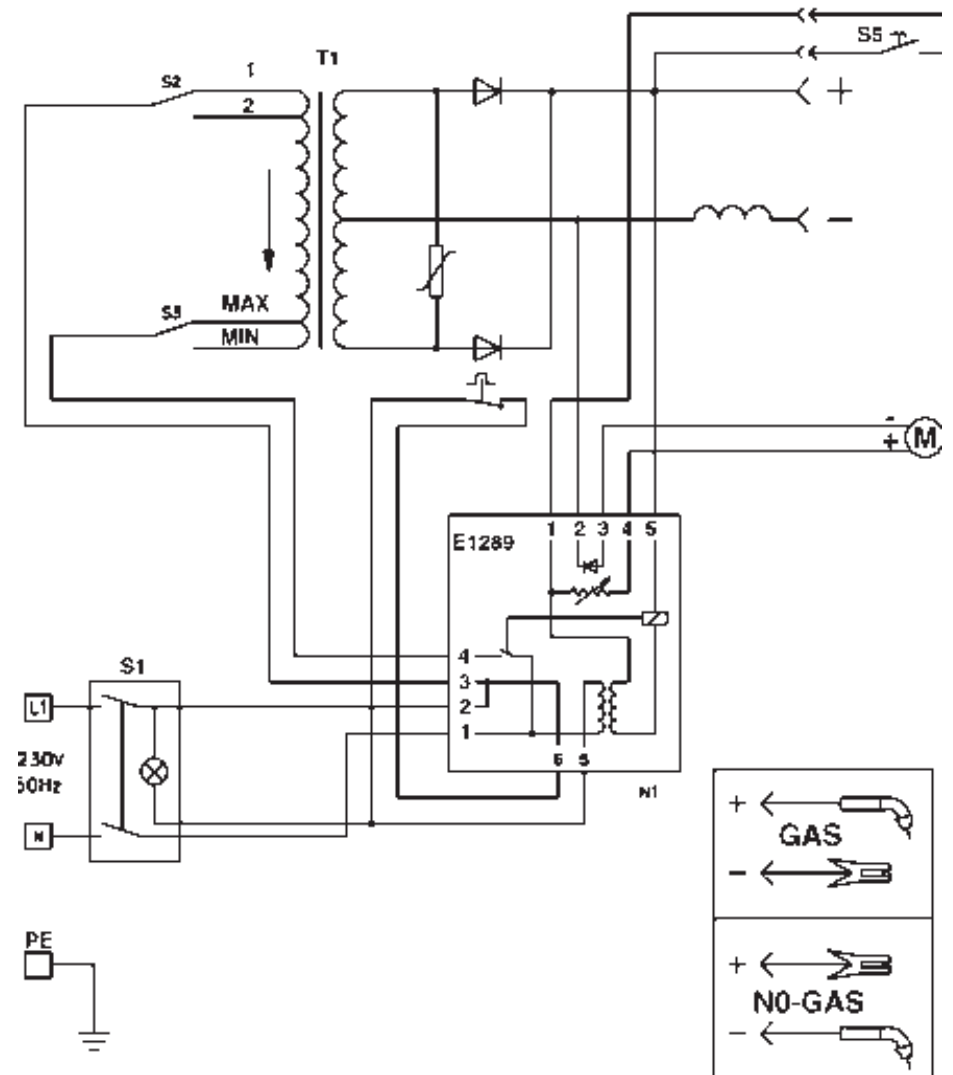 S5
T1
S2 1
2
+
−
S3 MAX
MIN
-
+ M
1 2 3 4 5
E1289
4
S1
3
L1
2
1
230V
50Hz
6 5
N1
N
+
GAS
-
PE
+
N0-GAS
-